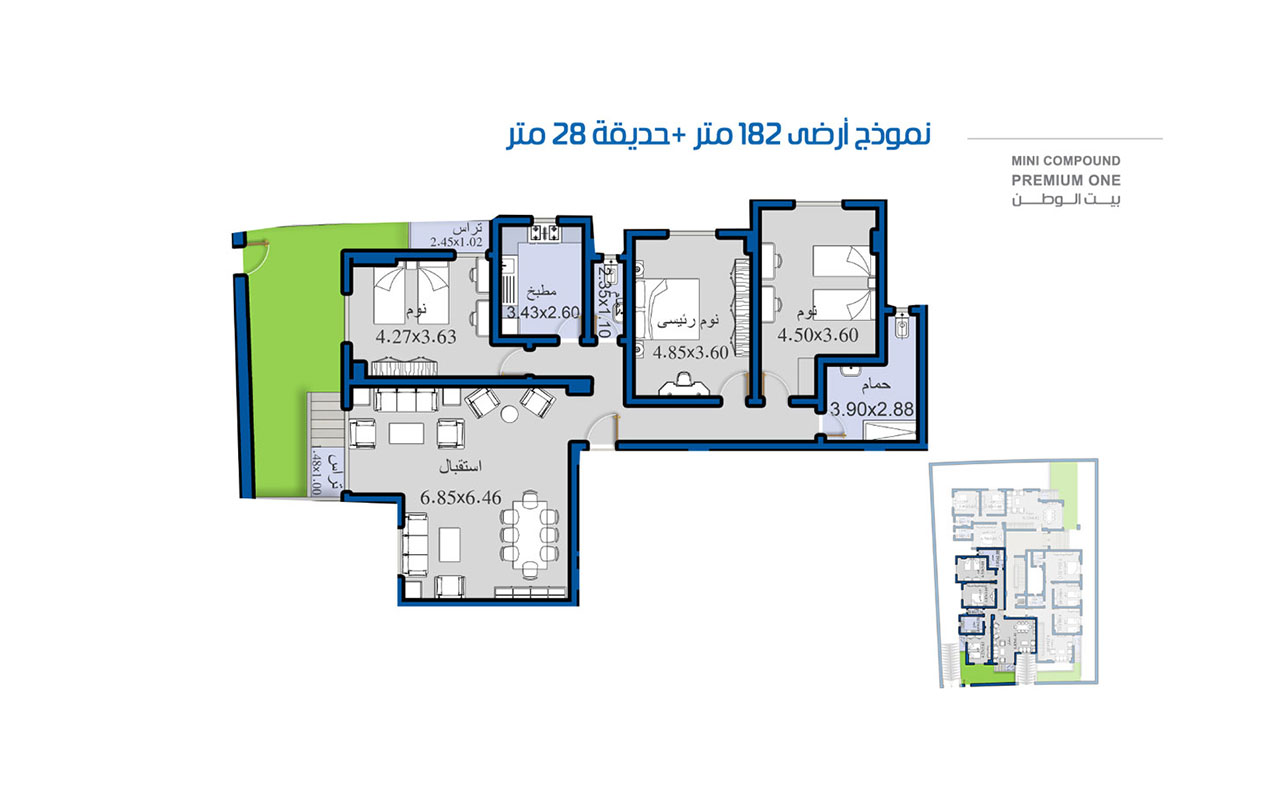 نموذج أرضى 182 متر +حديقة 28 متر
MINI COMPOUND
PREMIUM ONE
بيت الوطن
تراس
2.45x1.02
نوم
4.27x3.63
مطبخ
3.43x2.60
حمام
2.35x1.10
نوم رئيسى
4.85x3.60
نوم
4.50x3.60
حمام
3.90x2.88
استقبال
6.85x6.46
تراس
1.48x1.00